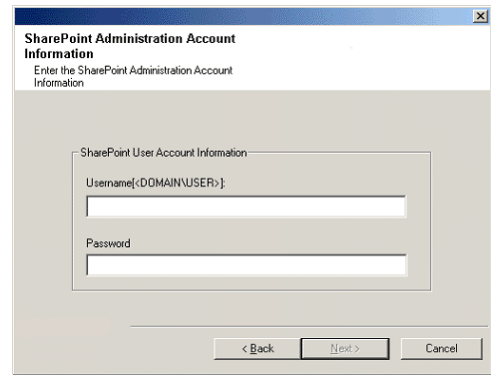 SharePoint Administration Account
Information
Enter the SharePoint Administration Account
Information
SharePoint User Account Information
Username[<DOMAIN\USER>]:
Password
< Back
Next >
Cancel